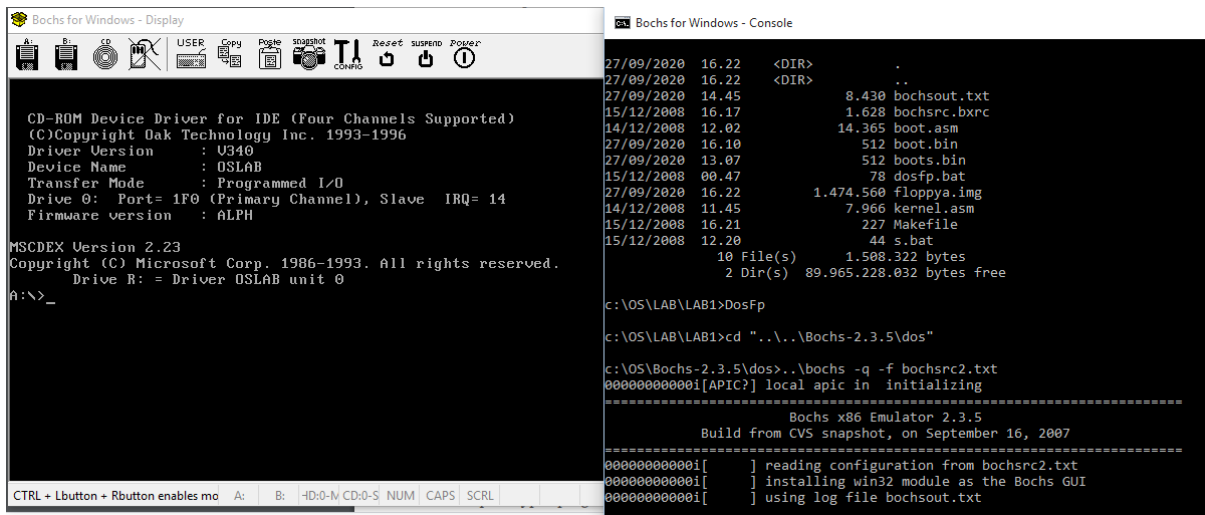 Bochs for Windows - Display
A: B: CD USER Copy Paste snapshot CONFIG Reset SUSPEND Power
CD-ROM Device Driver for IDE (Four Channels Supported)
(C)Copyright Oak Technology Inc. 1993-1996
Driver Version : V340
Device Name : OSLAB
Transfer Mode : Programmed I/O
Drive 0: Port= 1F0 (Primary Channel), Slave IRQ= 14
Firmware version : ALPH
MSCDEX Version 2.23
Copyright (C) Microsoft Corp. 1986-1993. All rights reserved.
Drive R: = Driver OSLAB unit 0
A:\>_
CTRL + Lbutton + Rbutton enables mo A: B: HD:0-M CD:0-S NUM CAPS SCRL
Bochs for Windows - Console
27/09/2020 16.22 <DIR> .
27/09/2020 16.22 <DIR> ..
27/09/2020 14.45 8.430 bochsout.txt
15/12/2008 16.17 1.628 bochsrc.bxrc
14/12/2008 12.02 14.365 boot.asm
27/09/2020 16.10 512 boot.bin
27/09/2020 13.07 512 boots.bin
15/12/2008 00.47 78 dosfp.bat
27/09/2020 16.22 1.474.560 floppya.img
14/12/2008 11.45 7.966 kernel.asm
15/12/2008 16.21 227 Makefile
15/12/2008 12.20 44 s.bat
10 File(s) 1.508.322 bytes
2 Dir(s) 89.965.228.032 bytes free
c:\OS\LAB\LAB1>DosFp
c:\OS\LAB\LAB1>cd "..\..\Bochs-2.3.5\dos"
c:\OS\Bochs-2.3.5\dos>..\bochs -q -f bochsrc2.txt
00000000000i[APIC?] local apic in initializing
========================================================================
Bochs x86 Emulator 2.3.5
Build from CVS snapshot, on September 16, 2007
========================================================================
00000000000i[ ] reading configuration from bochsrc2.txt
00000000000i[ ] installing win32 module as the Bochs GUI
00000000000i[ ] using log file bochsout.txt